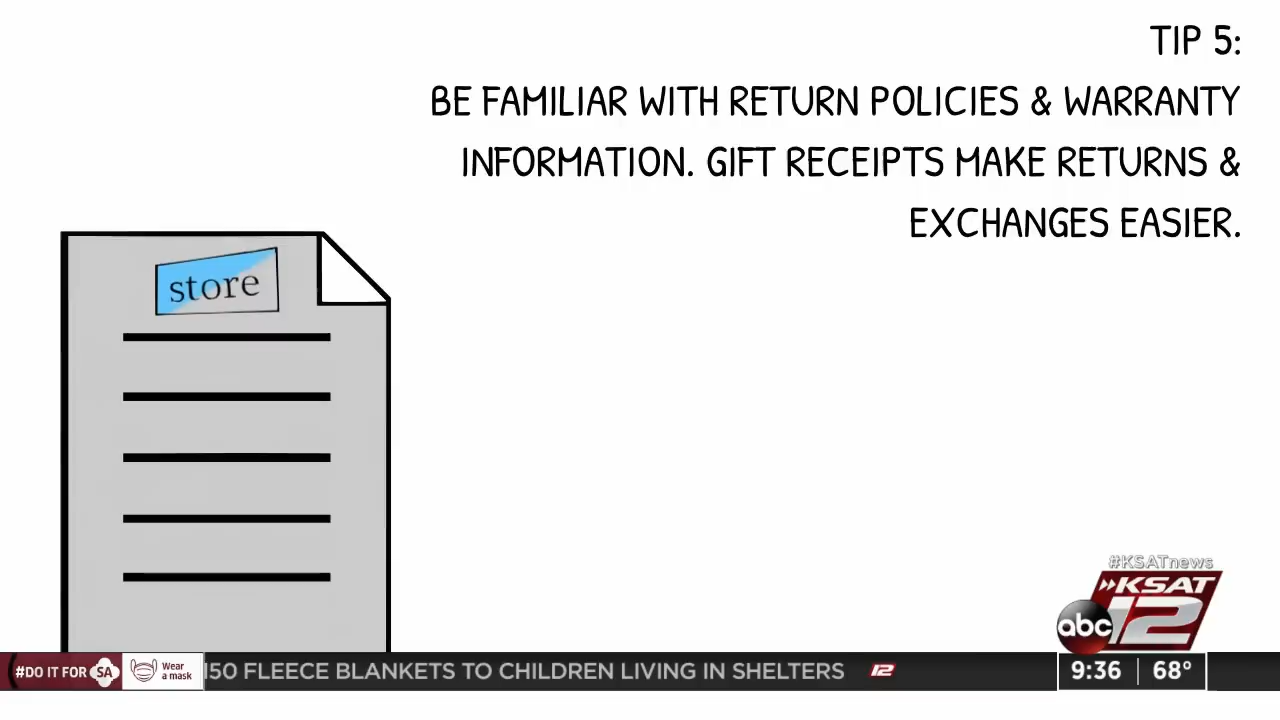 TIP 5:
BE FAMILIAR WITH RETURN POLICIES & WARRANTY
INFORMATION. GIFT RECEIPTS MAKE RETURNS &
EXCHANGES EASIER.
store
#KSATnews
KSAT
abc 12
#DO IT FOR SA
Wear
a mask
150 FLEECE BLANKETS TO CHILDREN LIVING IN SHELTERS 12
9:36 68°